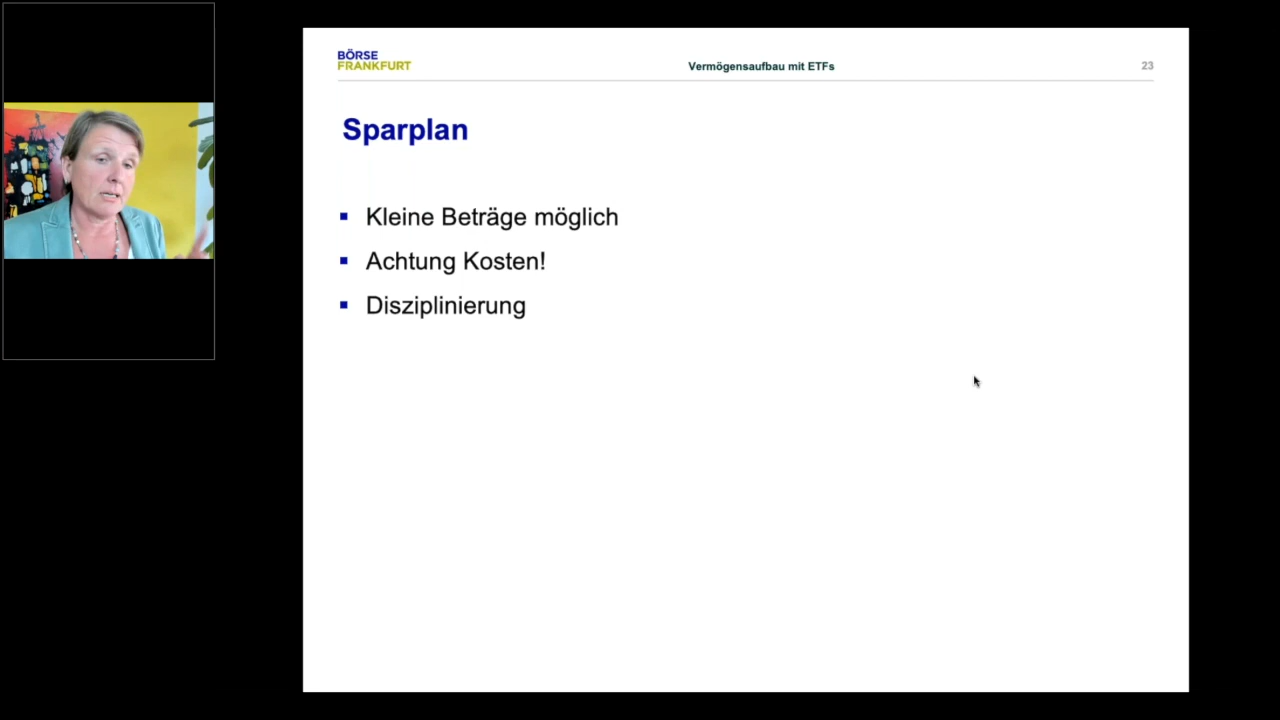 BÖRSE
FRANKFURT
Vermögensaufbau mit ETFs
23
Sparplan
Kleine Beträge möglich
Achtung Kosten!
Disziplinierung